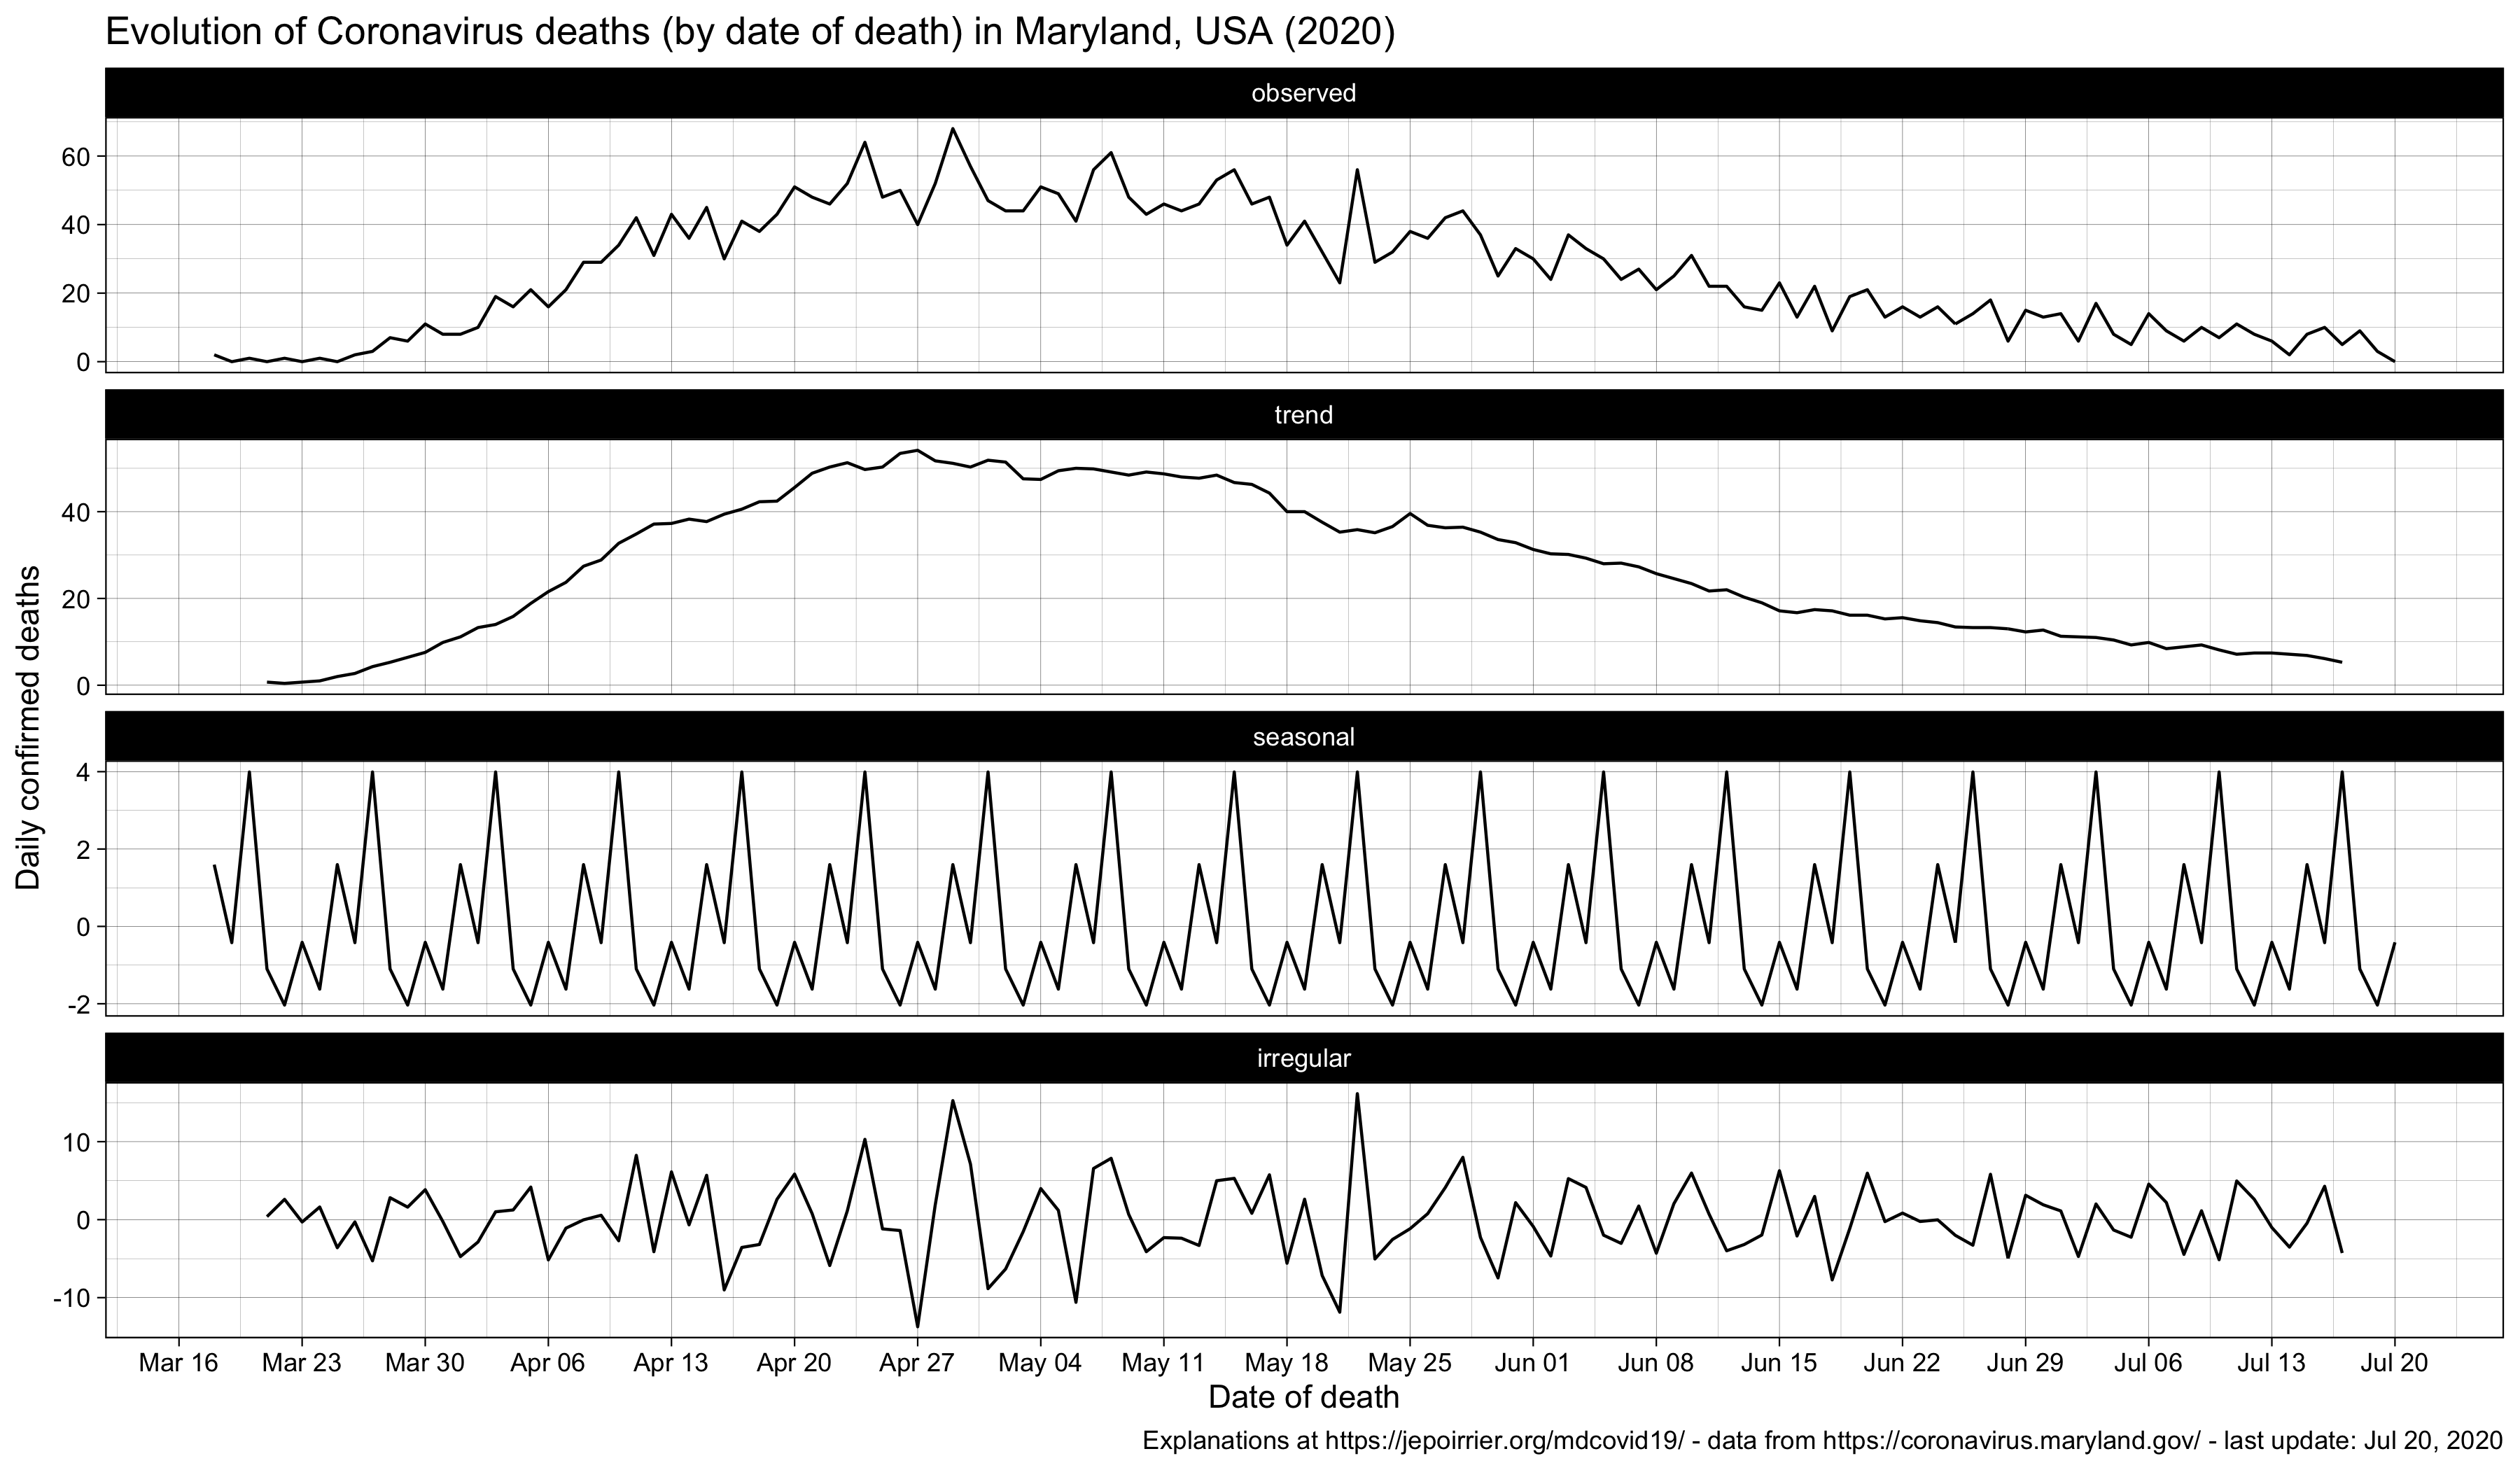 Evolution of Coronavirus deaths (by date of death) in Maryland, USA (2020)
observed
60
40
20
0
trend
40
20
0
seasonal
4
2
0
-2
irregular
10
0
-10
Daily confirmed deaths
Mar 16 Mar 23 Mar 30 Apr 06 Apr 13 Apr 20 Apr 27 May 04 May 11 May 18 May 25 Jun 01 Jun 08 Jun 15 Jun 22 Jun 29 Jul 06 Jul 13 Jul 20
Date of death
Explanations at https://jepoirrier.org/mdcovid19/ - data from https://coronavirus.maryland.gov/ - last update: Jul 20, 2020